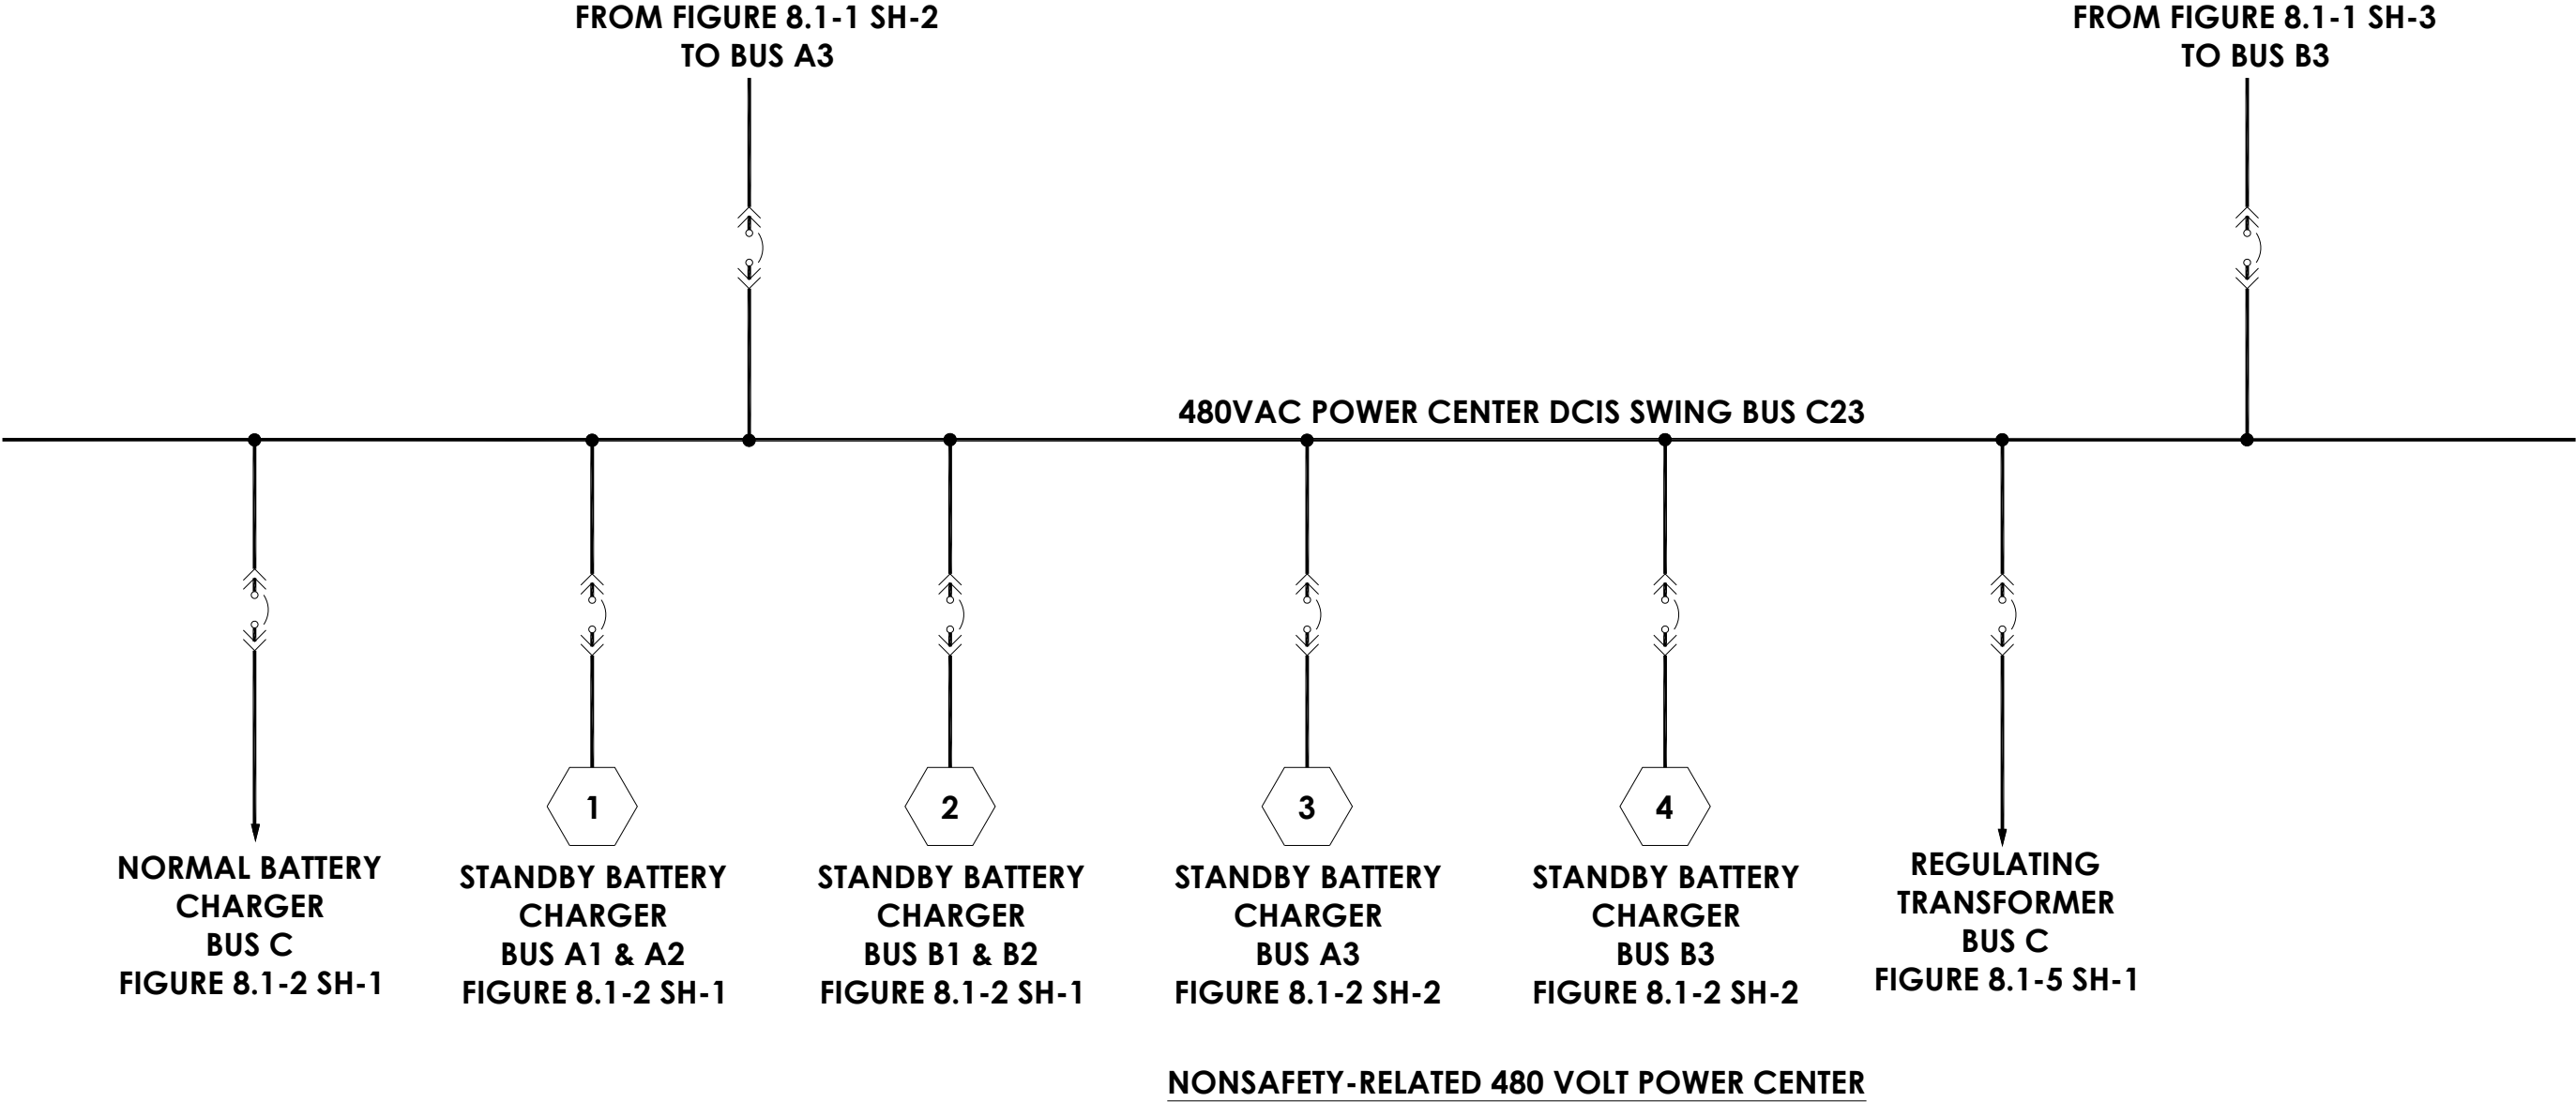 FROM FIGURE 8.1-1 SH-2
TO BUS A3
FROM FIGURE 8.1-1 SH-3
TO BUS B3
480VAC POWER CENTER DCIS SWING BUS C23
NORMAL BATTERY
CHARGER
BUS C
FIGURE 8.1-2 SH-1
1
STANDBY BATTERY
CHARGER
BUS A1 & A2
FIGURE 8.1-2 SH-1
2
STANDBY BATTERY
CHARGER
BUS B1 & B2
FIGURE 8.1-2 SH-1
3
STANDBY BATTERY
CHARGER
BUS A3
FIGURE 8.1-2 SH-2
4
STANDBY BATTERY
CHARGER
BUS B3
FIGURE 8.1-2 SH-2
REGULATING
TRANSFORMER
BUS C
FIGURE 8.1-5 SH-1
NONSAFETY-RELATED 480 VOLT POWER CENTER